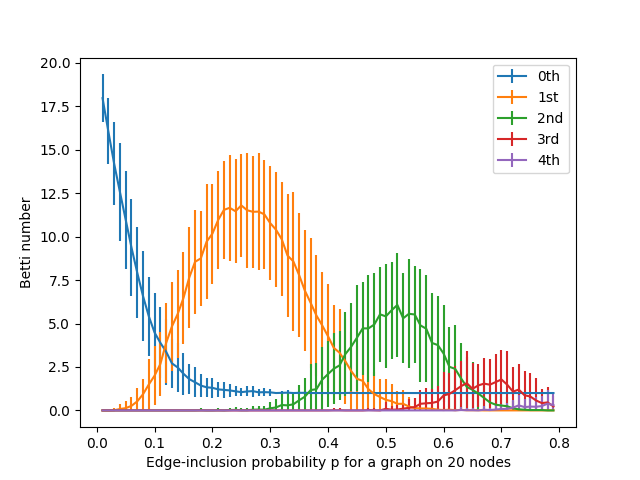 20.0
17.5
15.0
12.5
10.0
7.5
5.0
2.5
0.0
Betti number
0th
1st
2nd
3rd
4th
0.0 0.1 0.2 0.3 0.4 0.5 0.6 0.7 0.8
Edge-inclusion probability p for a graph on 20 nodes